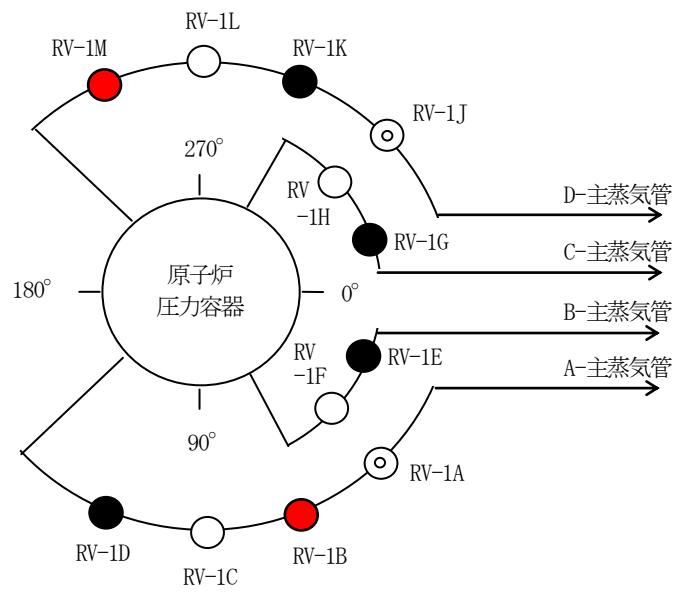 RV-1L
RV-1M
RV-1K
RV-1J
270°
D-主蒸気管
RV
-1H
RV-1G
C-主蒸気管
原子炉
圧力容器
180°
0°
B-主蒸気管
RV
-1F
RV-1E
A-主蒸気管
90°
RV-1A
RV-1D
RV-1B
RV-1C